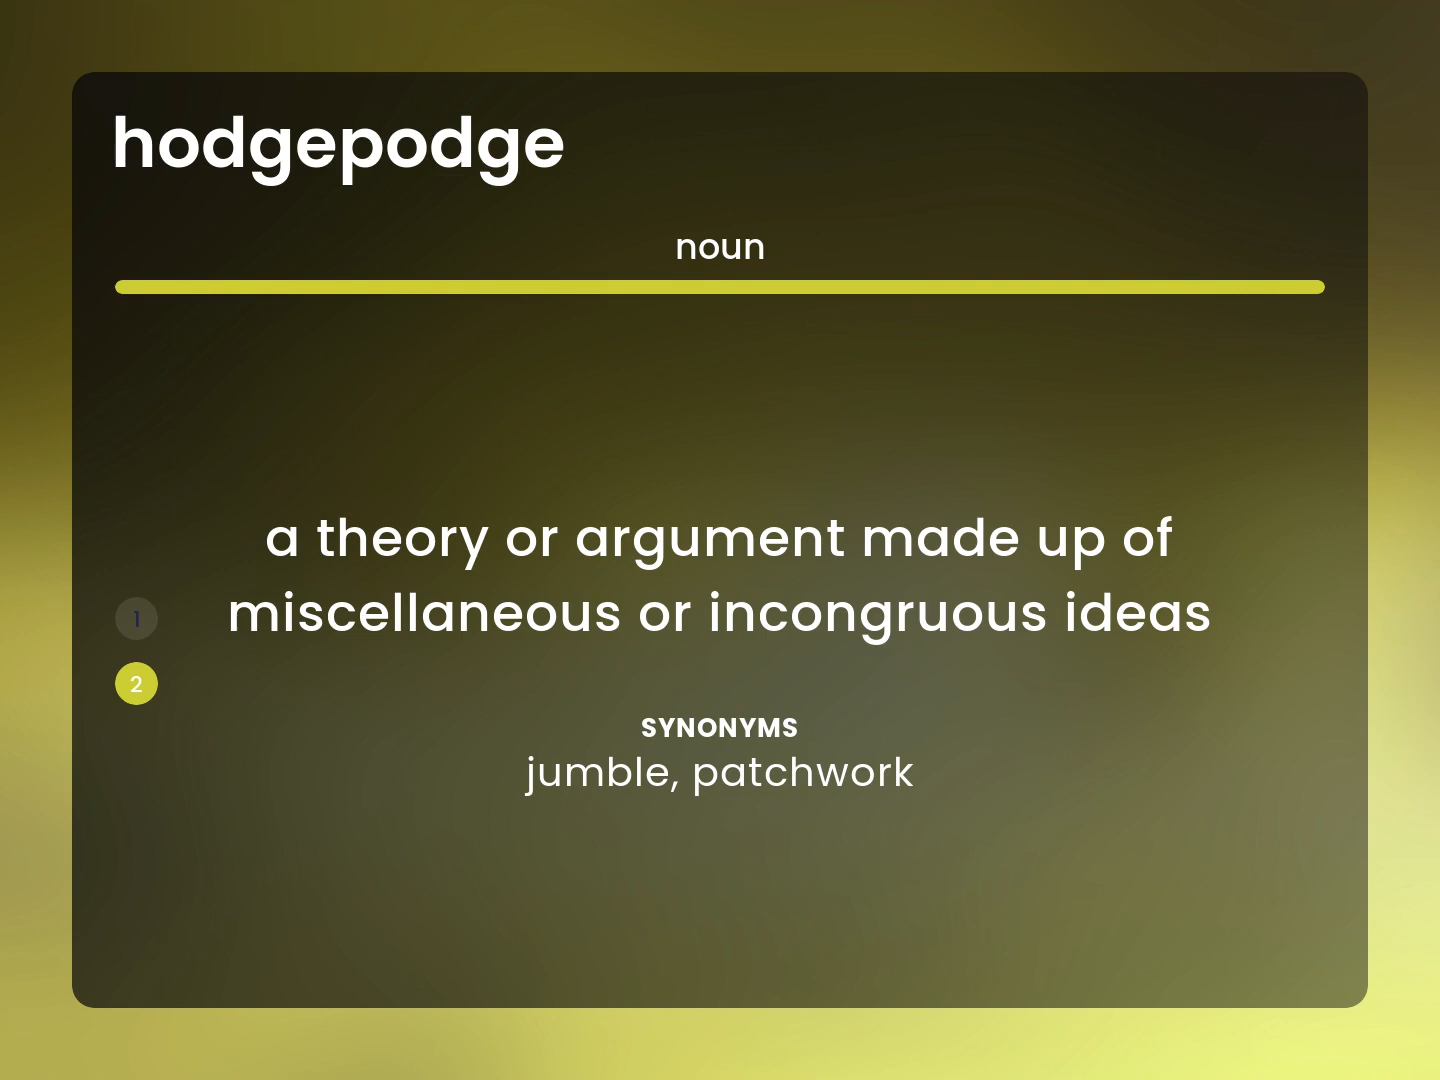 hodgepodge
noun
a theory or argument made up of
miscellaneous or incongruous ideas
1
2
SYNONYMS
jumble, patchwork